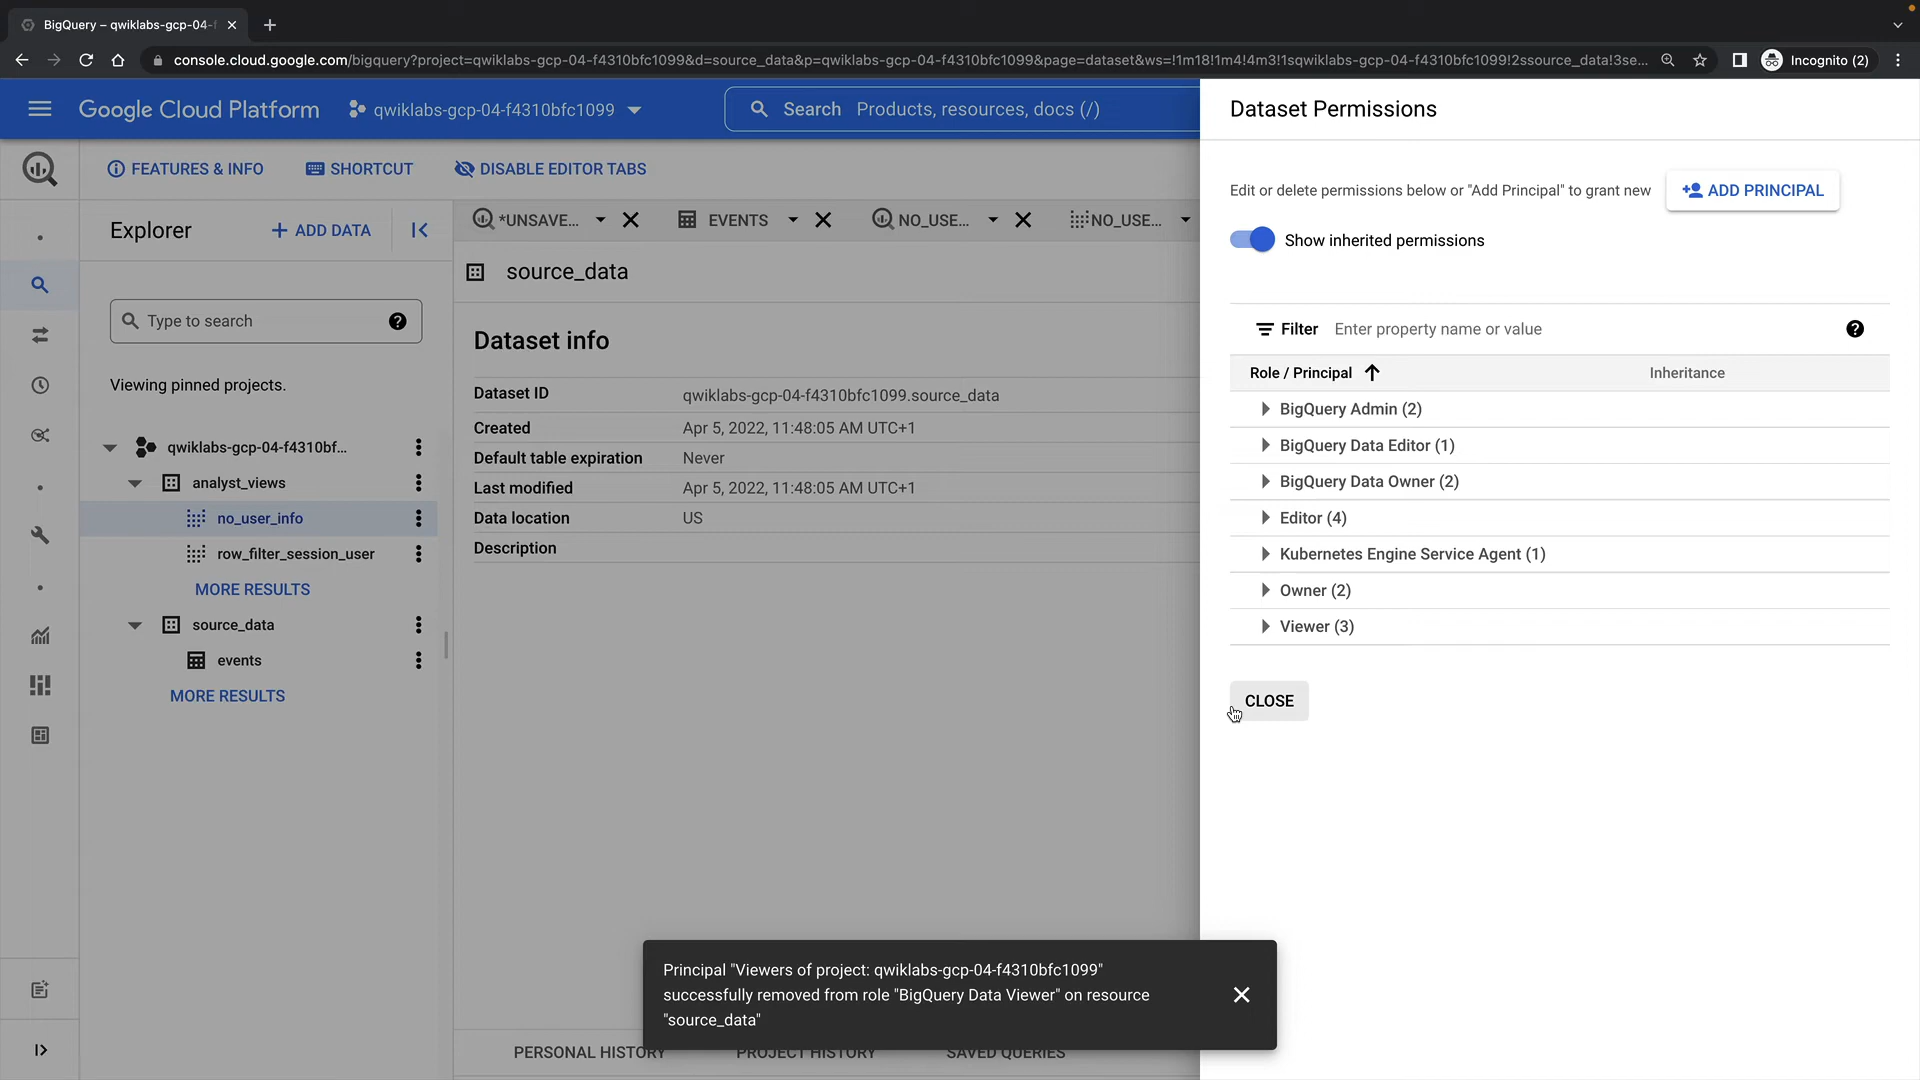 BigQuery – qwiklabs-gcp-04-f
console.cloud.google.com/bigquery?project=qwiklabs-gcp-04-f4310bfc1099&d=source_data&p=qwiklabs-gcp-04-f4310bfc1099&page=dataset&ws=!1m18!1m4!4m3!1sqwiklabs-gcp-04-f4310bfc1099!2ssource_data!3se...
Incognito (2)
Google Cloud Platform
qwiklabs-gcp-04-f4310bfc1099
Search Products, resources, docs (/)
FEATURES & INFO
SHORTCUT
DISABLE EDITOR TABS
Explorer
+ ADD DATA
Type to search
Viewing pinned projects.
qwiklabs-gcp-04-f4310bf...
analyst_views
no_user_info
row_filter_session_user
MORE RESULTS
source_data
events
MORE RESULTS
*UNSAVE...
EVENTS
NO_USE...
NO_USE...
source_data
Dataset info
Dataset ID qwiklabs-gcp-04-f4310bfc1099.source_data
Created Apr 5, 2022, 11:48:05 AM UTC+1
Default table expiration Never
Last modified Apr 5, 2022, 11:48:05 AM UTC+1
Data location US
Description
PERSONAL HISTORY
PROJECT HISTORY
SAVED QUERIES
Dataset Permissions
Edit or delete permissions below or "Add Principal" to grant new
ADD PRINCIPAL
Show inherited permissions
Filter Enter property name or value
Role / Principal Inheritance
BigQuery Admin (2)
BigQuery Data Editor (1)
BigQuery Data Owner (2)
Editor (4)
Kubernetes Engine Service Agent (1)
Owner (2)
Viewer (3)
CLOSE
Principal "Viewers of project: qwiklabs-gcp-04-f4310bfc1099"
successfully removed from role "BigQuery Data Viewer" on resource
"source_data"